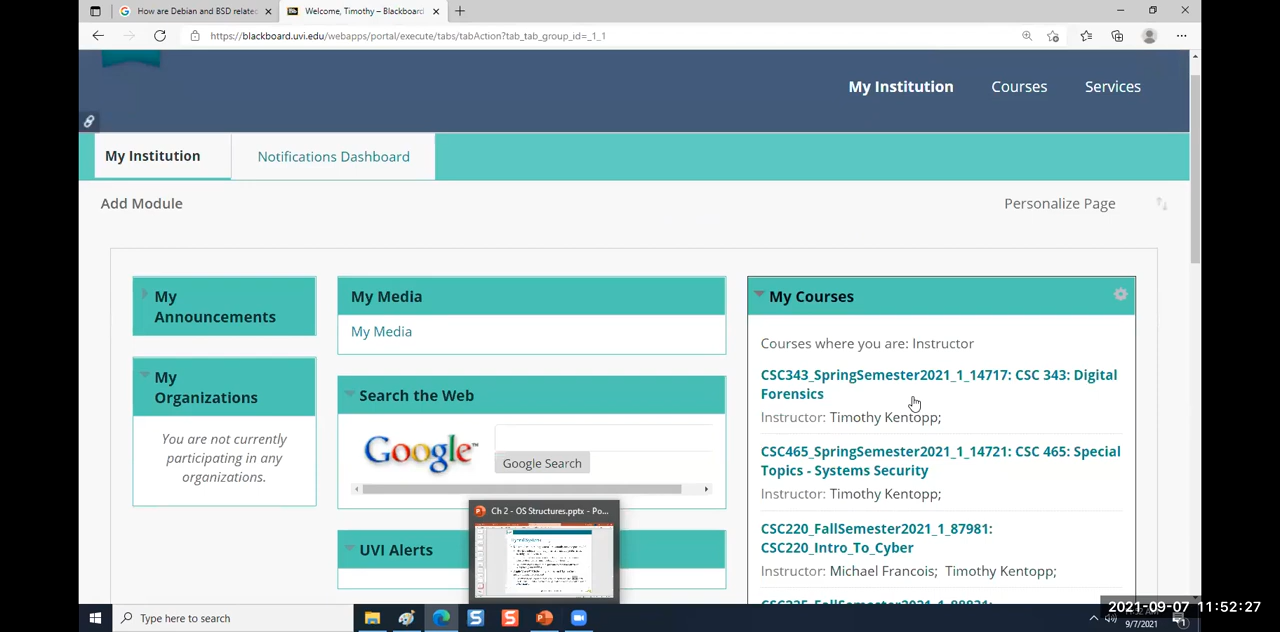 How are Debian and BSD relate
Welcome, Timothy – Blackboard
https://blackboard.uvi.edu/webapps/portal/execute/tabs/tabAction?tab_tab_group_id=_1_1
My Institution
Courses
Services
My Institution
Notifications Dashboard
Add Module
Personalize Page
My
Announcements
My
Organizations
You are not currently
participating in any
organizations.
My Media
My Media
Search the Web
Google™
Google Search
UVI Alerts
My Courses
Courses where you are: Instructor
CSC343_SpringSemester2021_1_14717: CSC 343: Digital
Forensics
Instructor: Timothy Kentopp;
CSC465_SpringSemester2021_1_14721: CSC 465: Special
Topics - Systems Security
Instructor: Timothy Kentopp;
CSC220_FallSemester2021_1_87981:
CSC220_Intro_To_Cyber
Instructor: Michael Francois; Timothy Kentopp;
Ch 2 - OS Structures.pptx - Po...
Type here to search
2021-09-07 11:52:27
9/7/2021